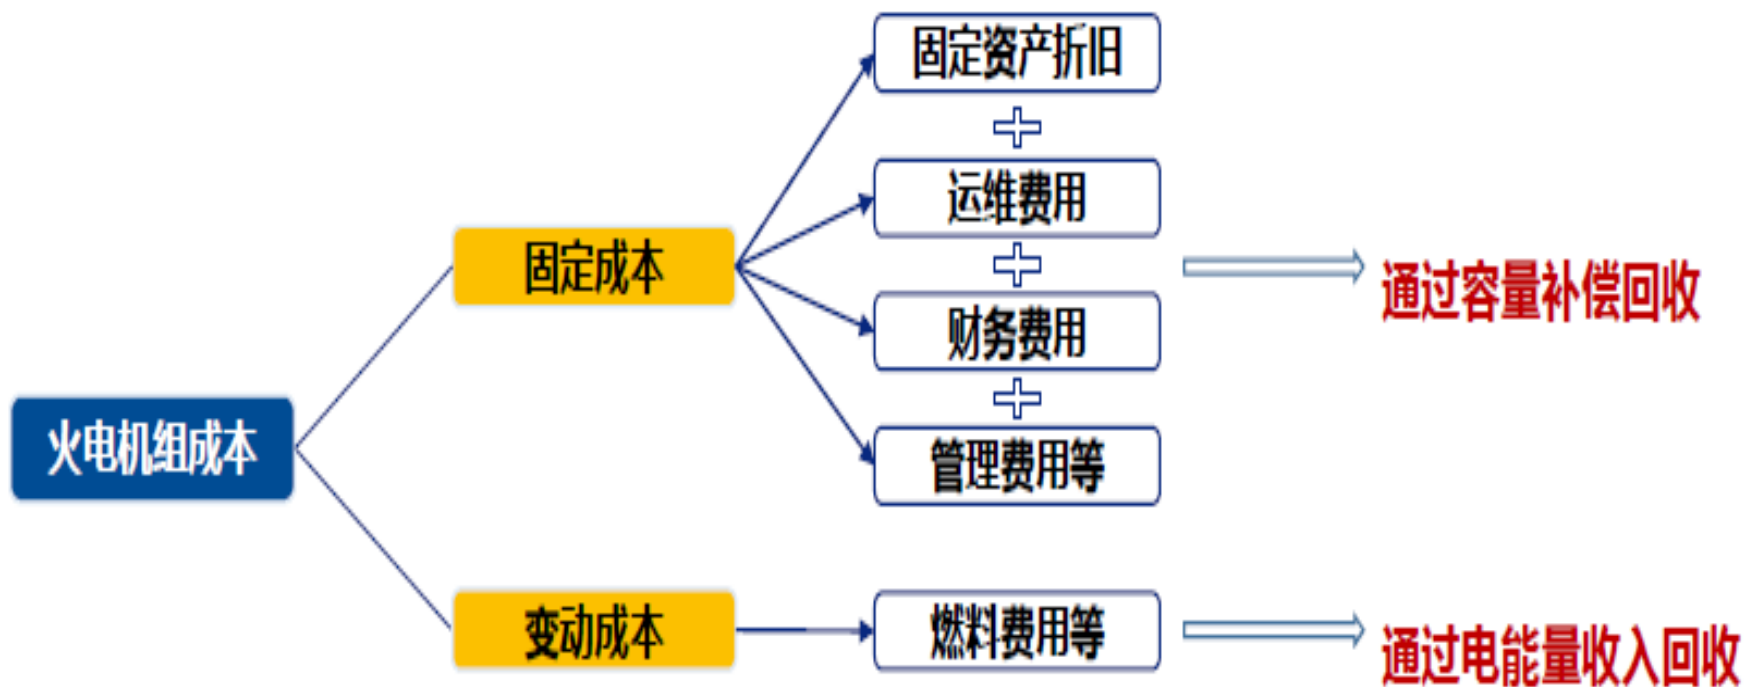 火电机组成本
固定成本
固定资产折旧
运维费用
财务费用
管理费用等
通过容量补偿回收
变动成本
燃料费用等
通过电能量收入回收